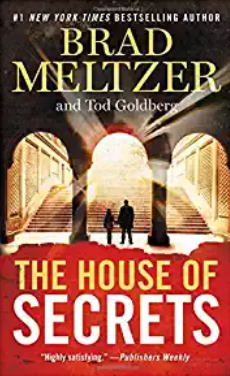 #1 NEW YORK TIMES BESTSELLING AUTHOR
BRAD
MELTZER
and Tod Goldberg
THE HOUSE OF
SECRETS
"Highly satisfying." —Publishers Weekly